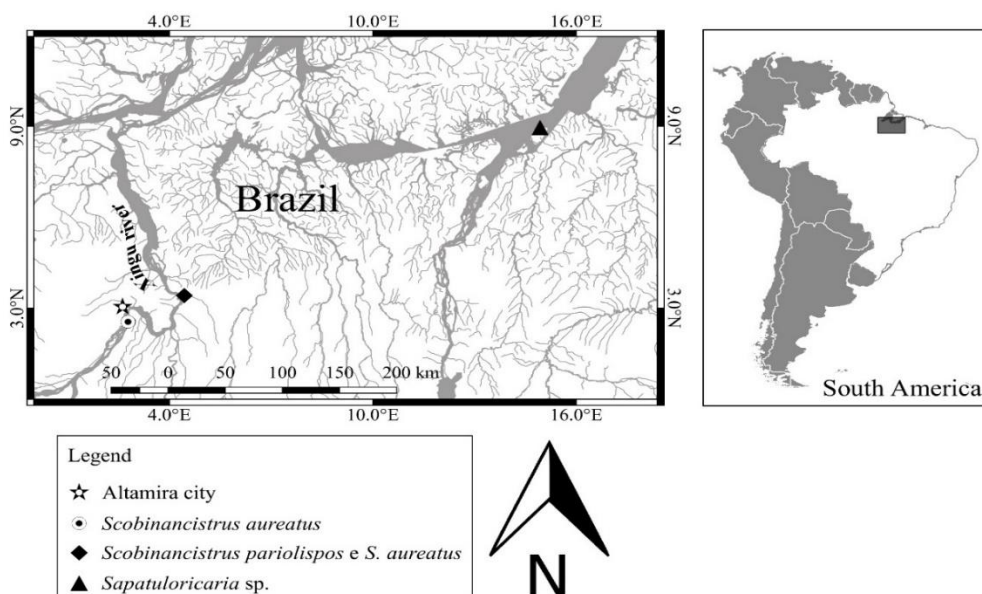 4.0°E 10.0°E 16.0°E
9.0°N 9.0°N
Brazil
Xingu river
3.0°N 3.0°N
50 0 50 100 150 200 km
4.0°E 10.0°E 16.0°E
South America
Legend
Altamira city
Scobinancistrus aureatus
Scobinancistrus pariolispos e S. aureatus
Sapatuloricaria sp.
N